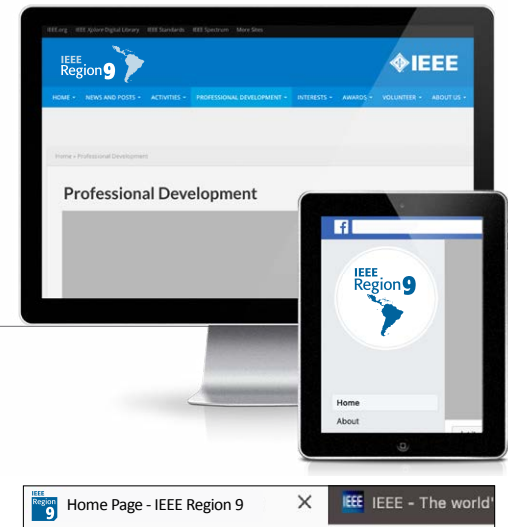 IEEE.org IEEE Xplore Digital Library IEEE Standards IEEE Spectrum More Sites
IEEE
Region 9
IEEE
HOME NEWS AND POSTS ACTIVITIES PROFESSIONAL DEVELOPMENT INTERESTS AWARDS VOLUNTEER ABOUT US
Home » Professional Development
Professional Development
f
IEEE
Region 9
Home
About
IEEE
Region
9
Home Page - IEEE Region 9
IEEE
IEEE - The world'